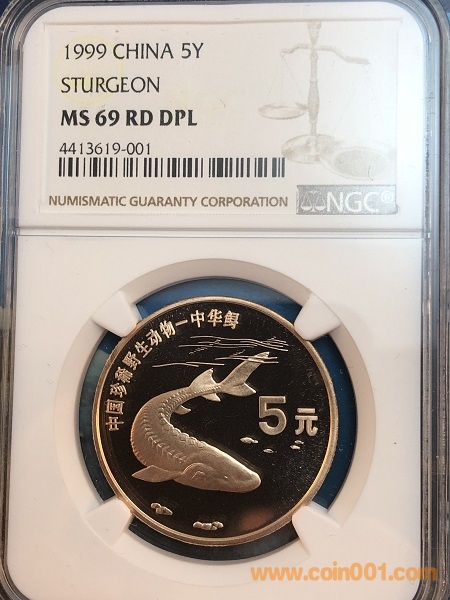 1999 CHINA 5Y
STURGEON
MS 69 RD DPL
4413619-001
NUMISMATIC GUARANTY CORPORATION
NGC®
中国珍稀野生动物—中华鲟
5元
www.coin001.com